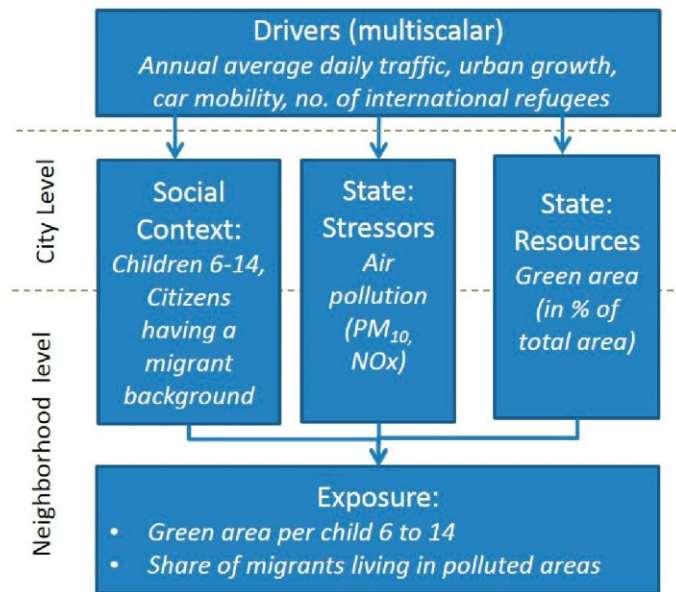 Drivers (multiscalar)
Annual average daily traffic, urban growth,
car mobility, no. of international refugees
City Level
Social
Context:
Children 6-14,
Citizens
having a
migrant
background
State:
Stressors
Air
pollution
(PM₁₀,
NOx)
State:
Resources
Green area
(in % of
total area)
Neighborhood level
Exposure:
• Green area per child 6 to 14
• Share of migrants living in polluted areas